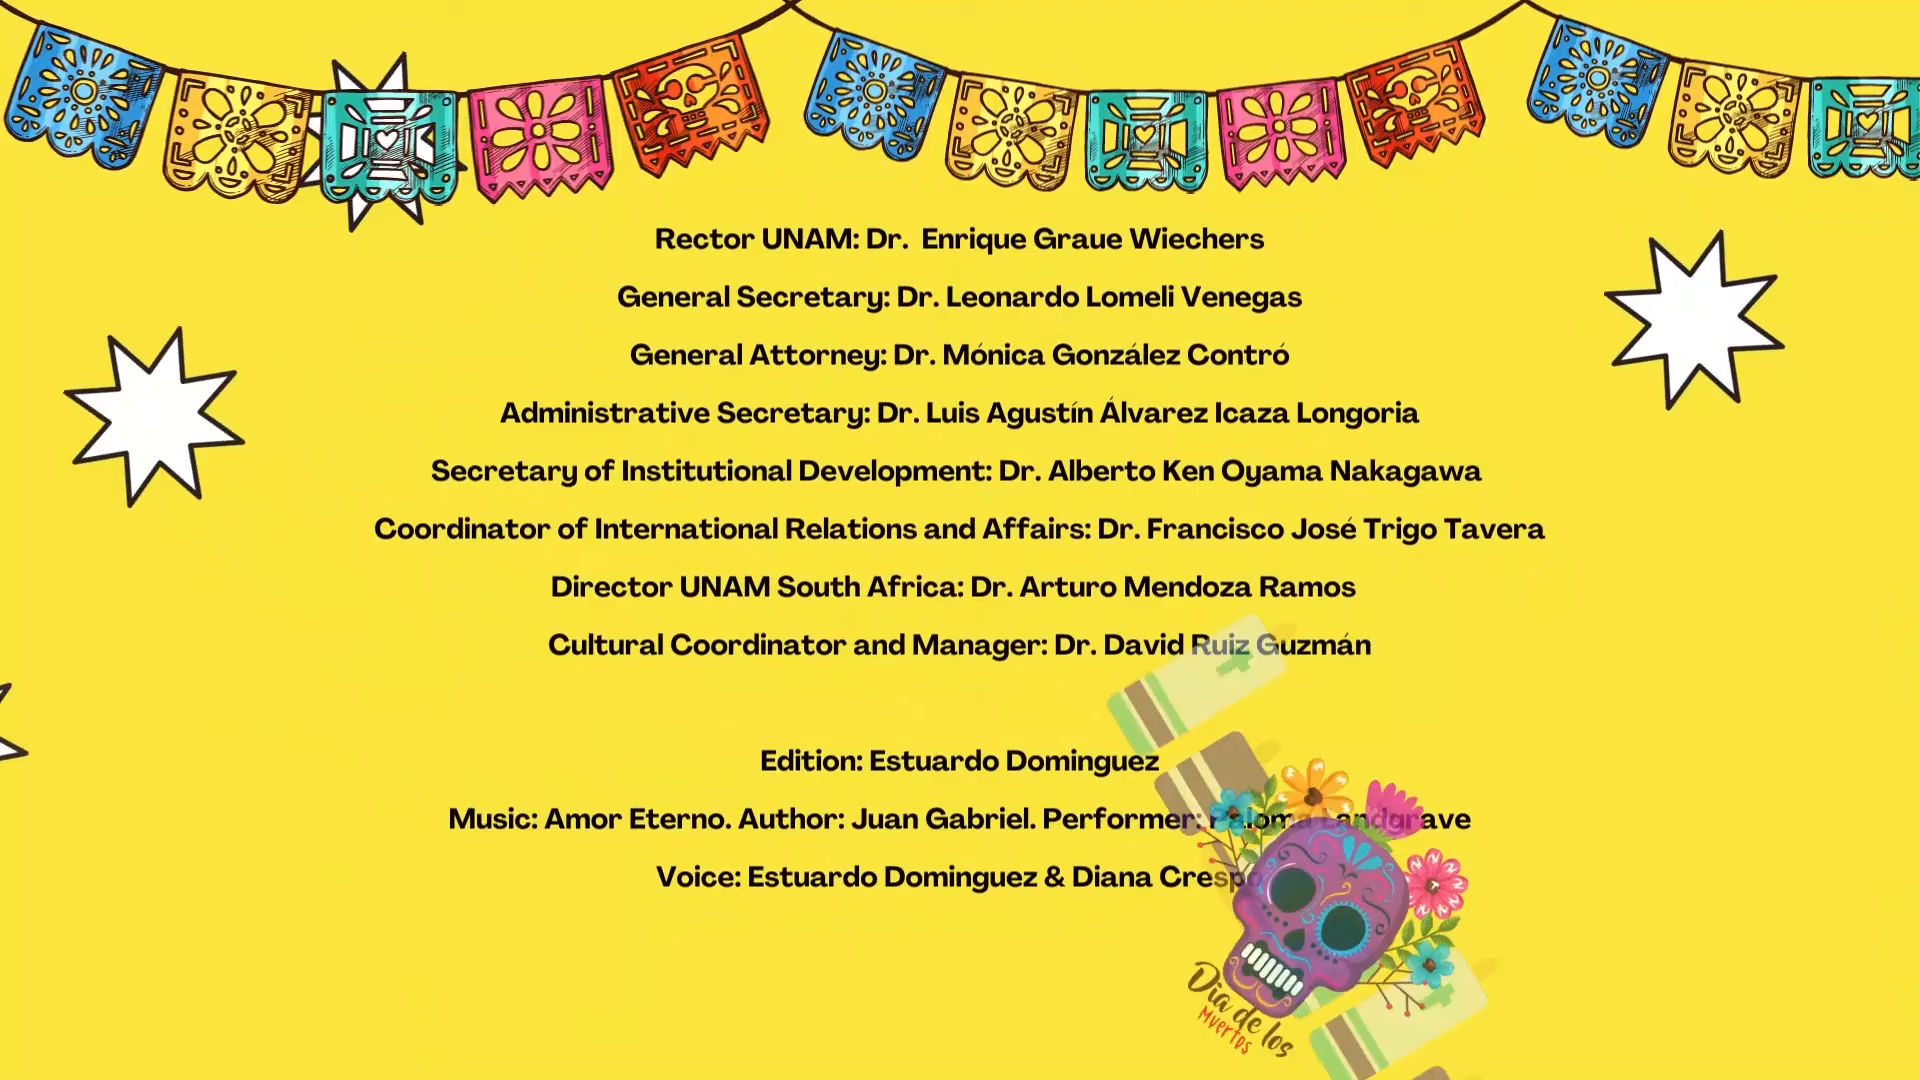 Rector UNAM: Dr. Enrique Graue Wiechers
General Secretary: Dr. Leonardo Lomeli Venegas
General Attorney: Dr. Mónica González Contró
Administrative Secretary: Dr. Luis Agustín Álvarez Icaza Longoria
Secretary of Institutional Development: Dr. Alberto Ken Oyama Nakagawa
Coordinator of International Relations and Affairs: Dr. Francisco José Trigo Tavera
Director UNAM South Africa: Dr. Arturo Mendoza Ramos
Cultural Coordinator and Manager: Dr. David Ruiz Guzmán
Edition: Estuardo Dominguez
Music: Amor Eterno. Author: Juan Gabriel. Performer: Paloma Landgrave
Voice: Estuardo Dominguez & Diana Crespo
Dia de los
MUERTOS